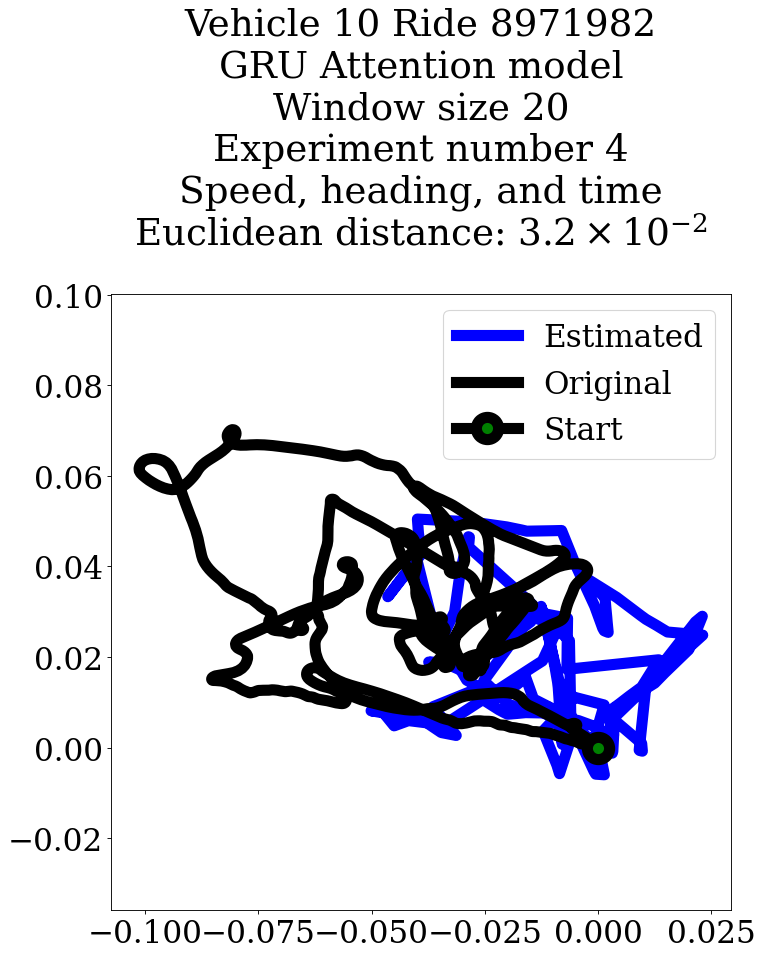 Vehicle 10 Ride 8971982
GRU Attention model
Window size 20
Experiment number 4
Speed, heading, and time
Euclidean distance: 3.2 × 10⁻²
Estimated
Original
Start
0.10
0.08
0.06
0.04
0.02
0.00
−0.02
−0.100 −0.075 −0.050 −0.025 0.000 0.025